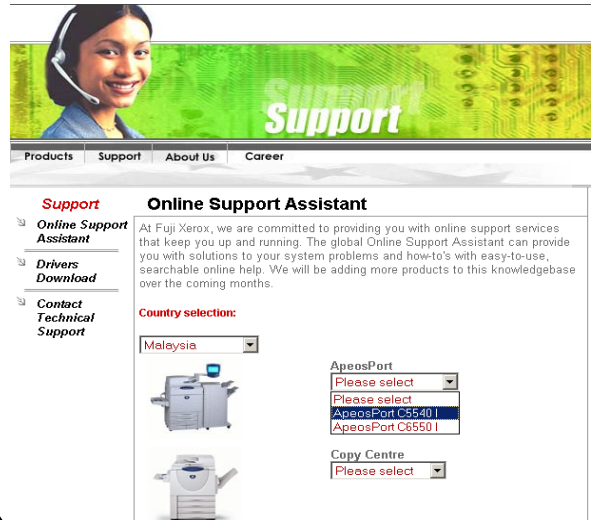 Support
Products Support About Us Career
Support
Online Support
Assistant
Drivers
Download
Contact
Technical
Support
Online Support Assistant
At Fuji Xerox, we are committed to providing you with online support services
that keep you up and running. The global Online Support Assistant can provide
you with solutions to your system problems and how-to's with easy-to-use,
searchable online help. We will be adding more products to this knowledgebase
over the coming months.
Country selection:
Malaysia
ApeosPort
Please select
Please select
ApeosPort C5540 I
ApeosPort C6550 I
Copy Centre
Please select